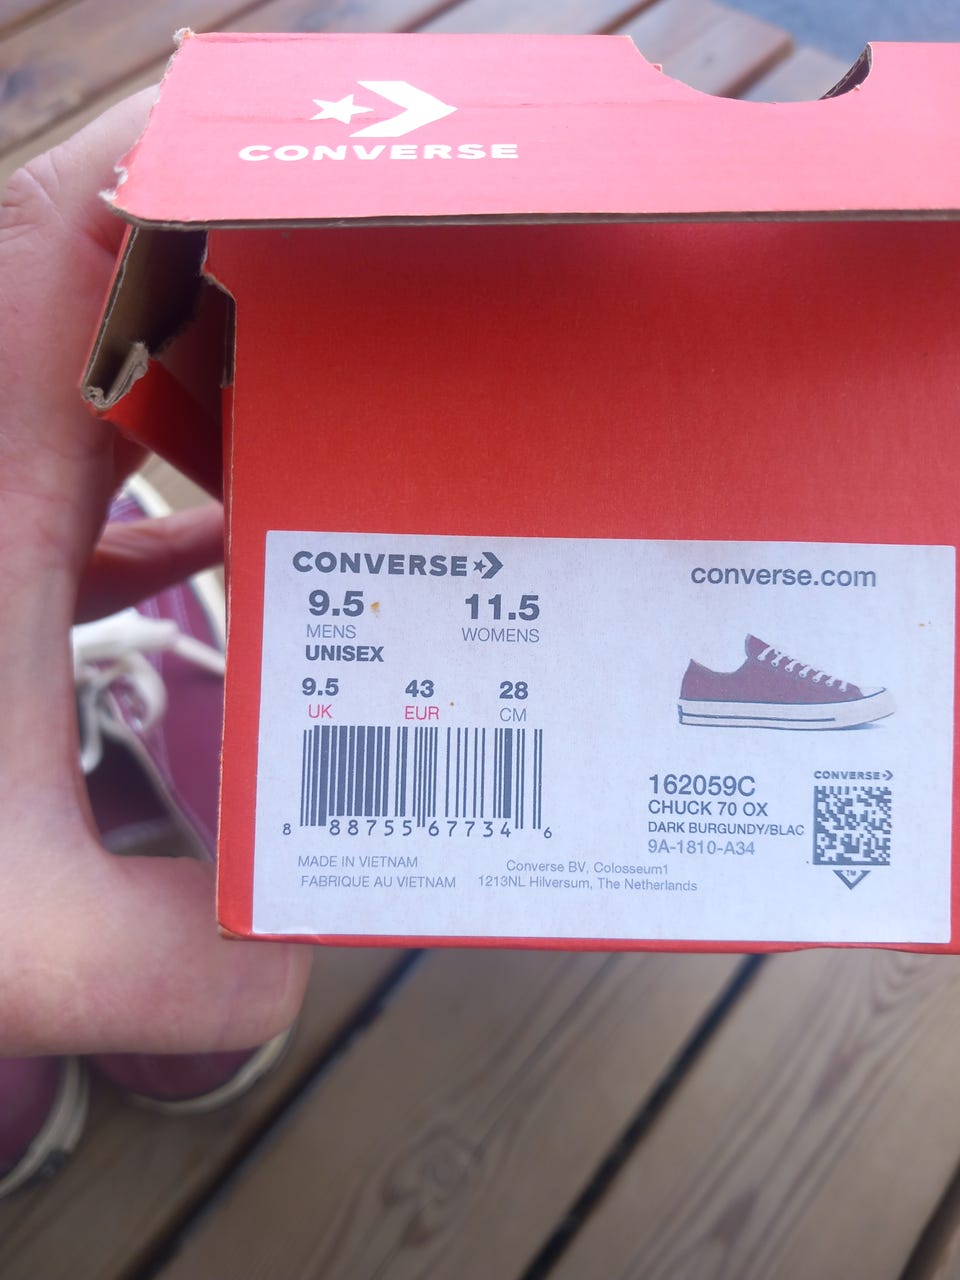 CONVERSE
CONVERSE
converse.com
9.5 11.5
MENS WOMENS
UNISEX
9.5 43 28
UK EUR CM
8 88755 67734 6
162059C
CHUCK 70 OX
DARK BURGUNDY/BLAC
9A-1810-A34
CONVERSE
TM
MADE IN VIETNAM
FABRIQUE AU VIETNAM
Converse BV, Colosseum1
1213NL Hilversum, The Netherlands